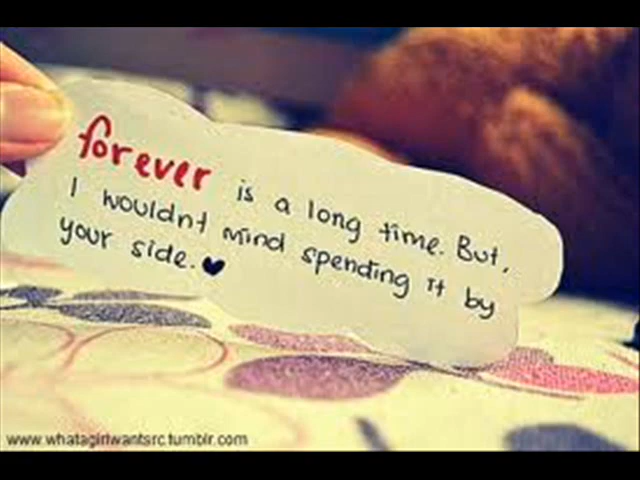 forever is a long time. But,
I wouldnt mind spending it by
your side. ♥
www.whatagirlwantsrc.tumblr.com